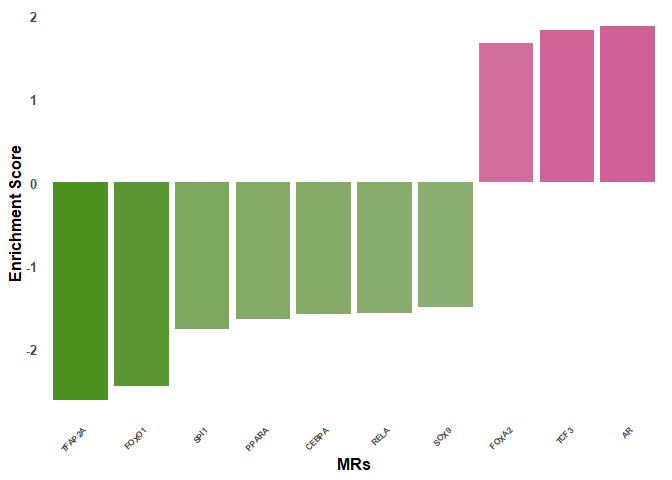 2
1
0
-1
-2
Enrichment Score
TFAP2A
FOXO1
SPI1
PPARA
CEBPA
RELA
SOX9
FOXA2
TCF3
AR
MRs